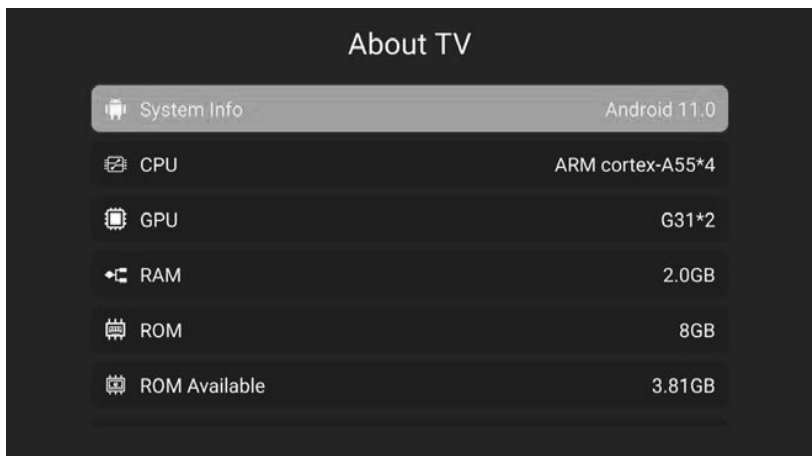 About TV
System Info Android 11.0
CPU ARM cortex-A55*4
GPU G31*2
RAM 2.0GB
ROM 8GB
ROM Available 3.81GB